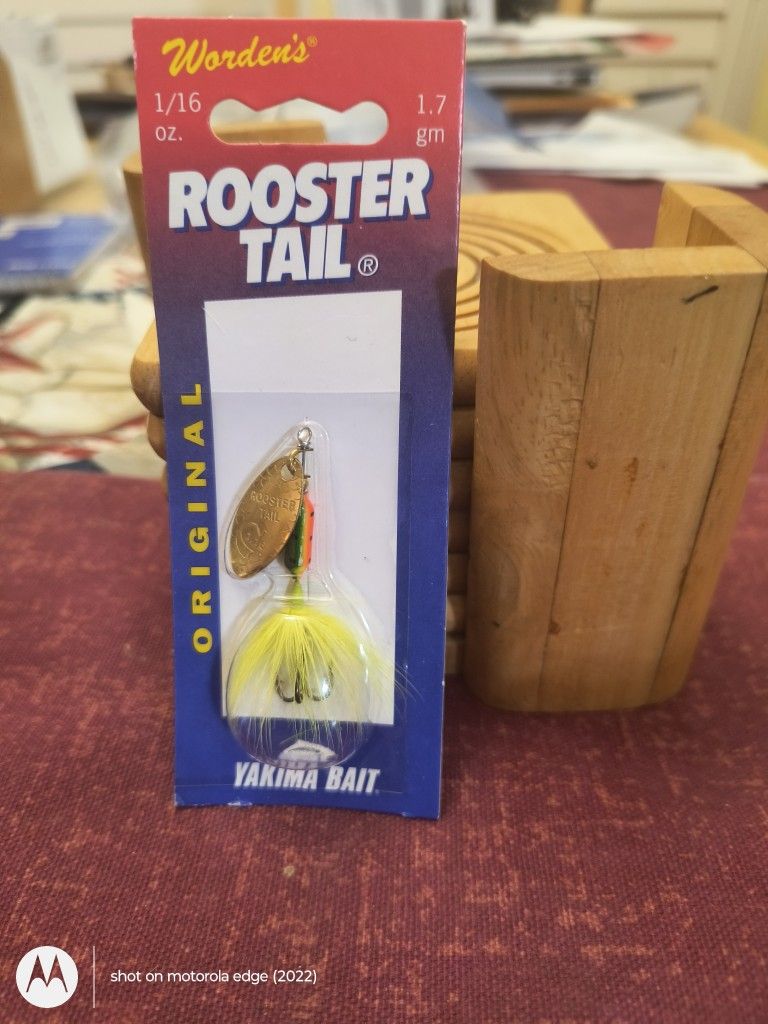 Worden's®
1/16 oz.
1.7 gm
ROOSTER
TAIL®
ORIGINAL
ROOSTER
TAIL
YAKIMA BAIT
shot on motorola edge (2022)